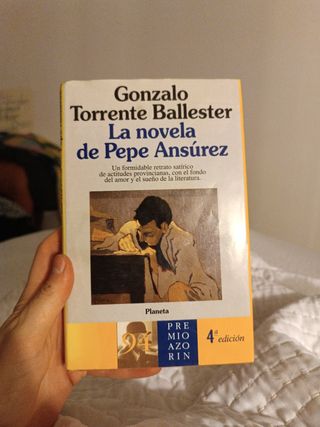 Gonzalo
Torrente Ballester
La novela
de Pepe Ansúrez
Un formidable retrato satírico
de actitudes provincianas, con el fondo
del amor y el sueño de la literatura.
Planeta
94
PRE
MIO
AZO
RIN
4ª edición